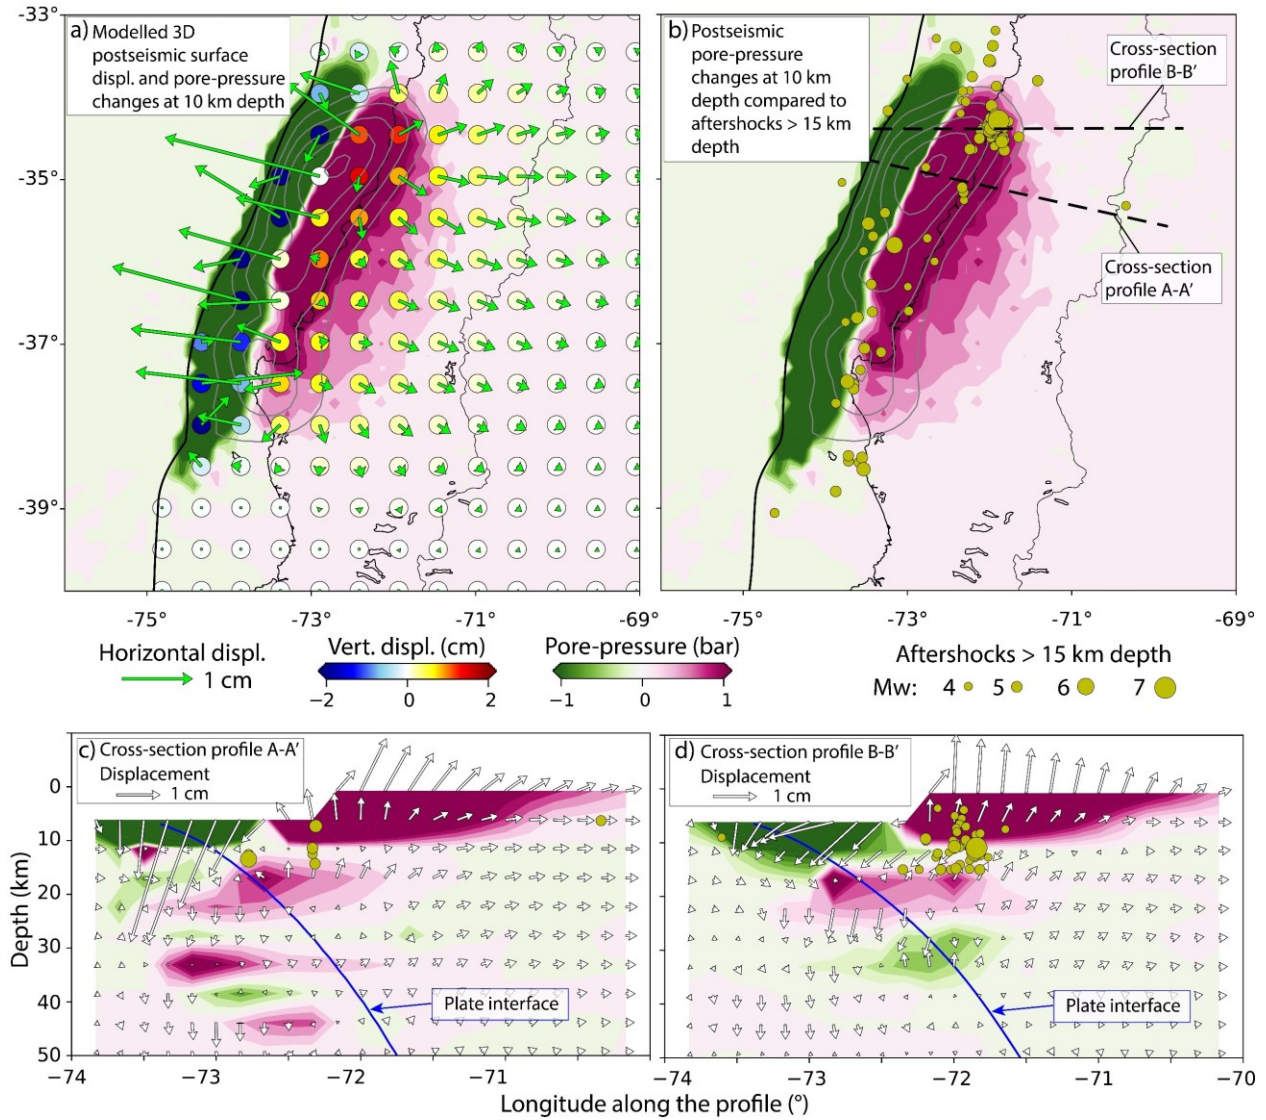 -33°
-35°
-37°
-39°
a) Modelled 3D
postseismic surface
displ. and pore-pressure
changes at 10 km depth
b) Postseismic
pore-pressure
changes at 10 km
depth compared to
aftershocks > 15 km
depth
Cross-section
profile B-B'
Cross-section
profile A-A'
-75° -73° -71° -69°
-75° -73° -71° -69°
Horizontal displ.
1 cm
Vert. displ. (cm)
−2 0 2
Pore-pressure (bar)
−1 0 1
Aftershocks > 15 km depth
Mw: 4 5 6 7
c) Cross-section profile A-A'
Displacement
1 cm
d) Cross-section profile B-B'
Displacement
1 cm
Depth (km)
0
10
20
30
40
50
Plate interface
Plate interface
−74 −73 −72 −71
−74 −73 −72 −71 −70
Longitude along the profile (°)